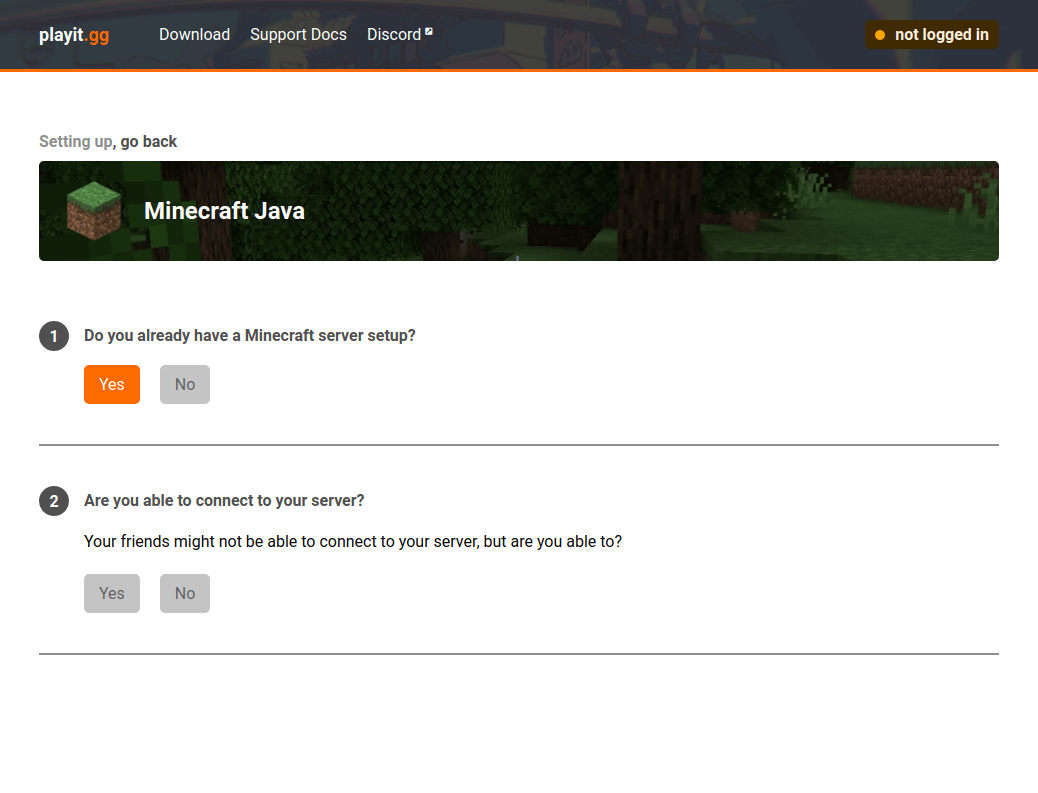 playit.gg Download Support Docs Discord not logged in
Setting up, go back
Minecraft Java
1 Do you already have a Minecraft server setup?
Yes No
2 Are you able to connect to your server?
Your friends might not be able to connect to your server, but are you able to?
Yes No